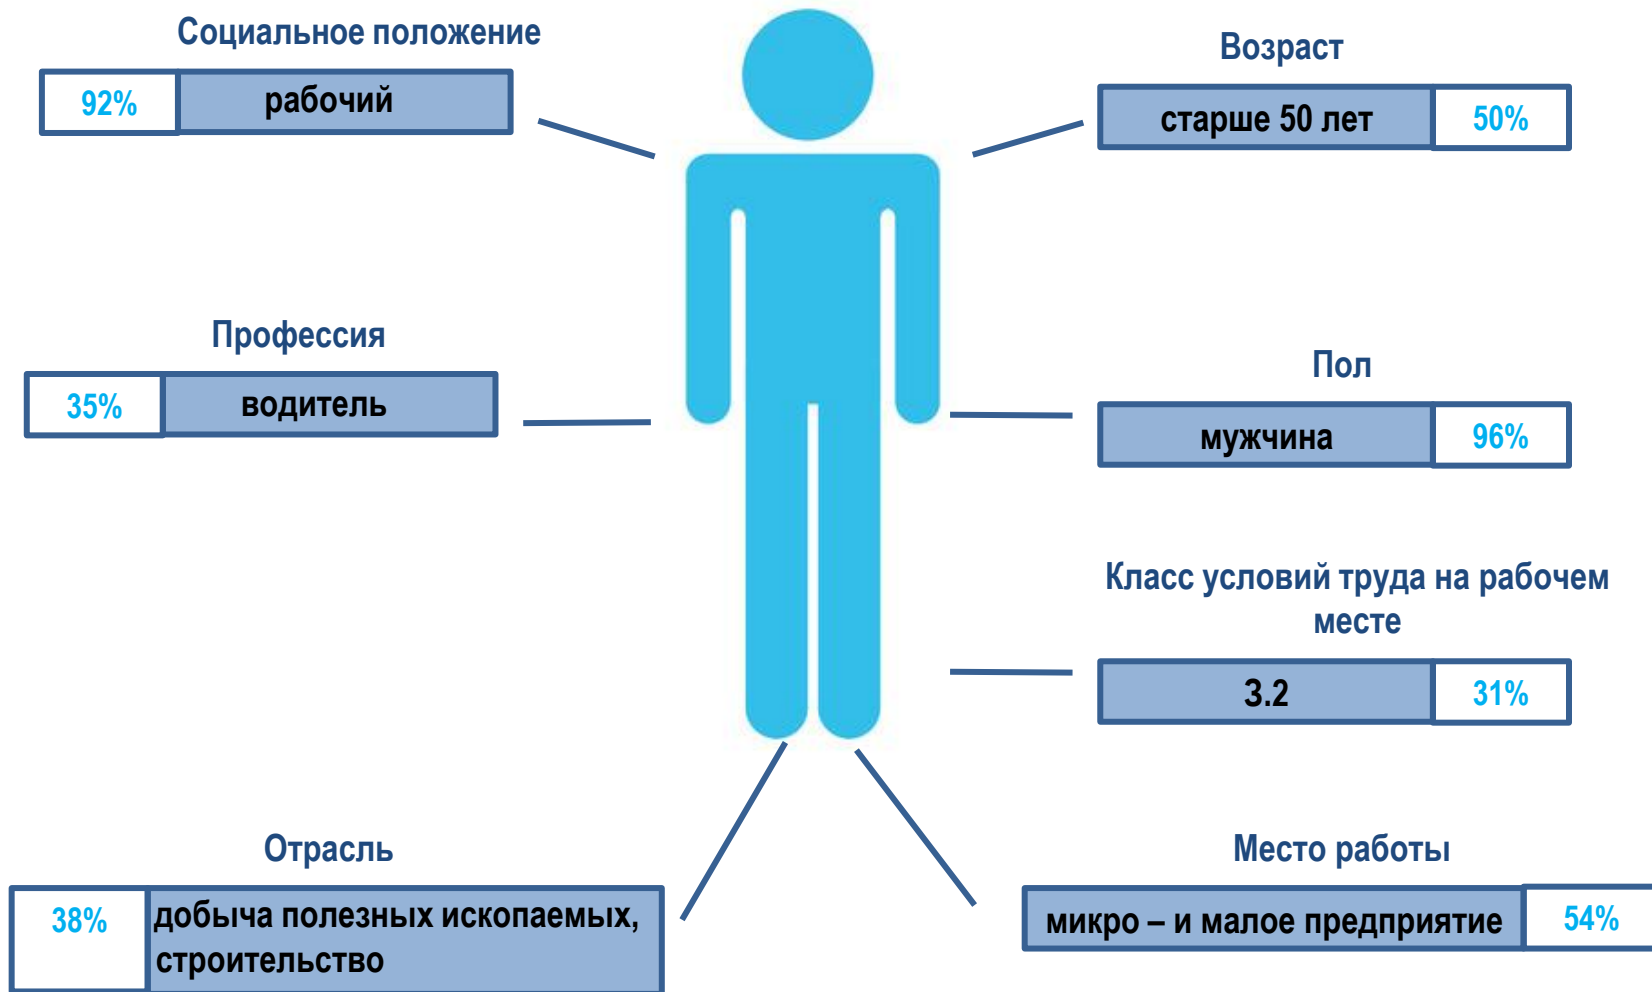 Социальное положение
92% рабочий
Возраст
старше 50 лет 50%
Профессия
35% водитель
Пол
мужчина 96%
Класс условий труда на рабочем
месте
3.2 31%
Отрасль
38% добыча полезных ископаемых,
строительство
Место работы
микро – и малое предприятие 54%